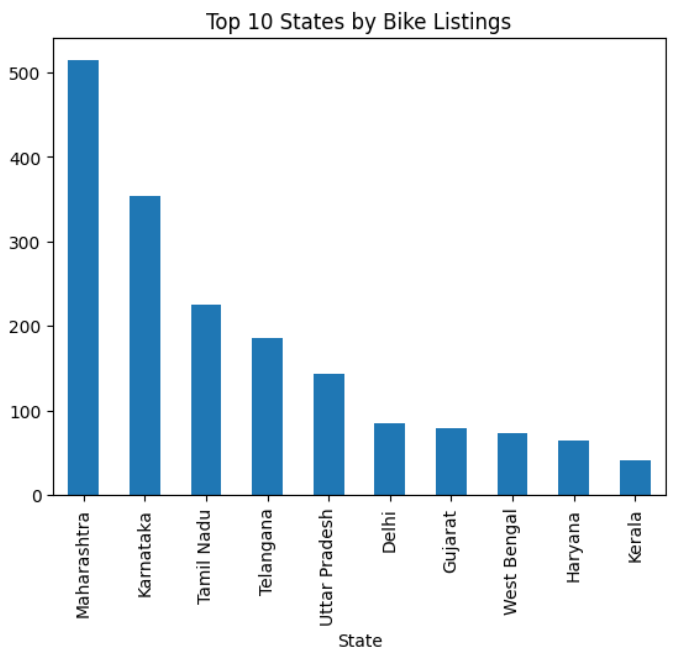 Top 10 States by Bike Listings
500
400
300
200
100
0
Maharashtra
Karnataka
Tamil Nadu
Telangana
Uttar Pradesh
Delhi
Gujarat
West Bengal
Haryana
Kerala
State